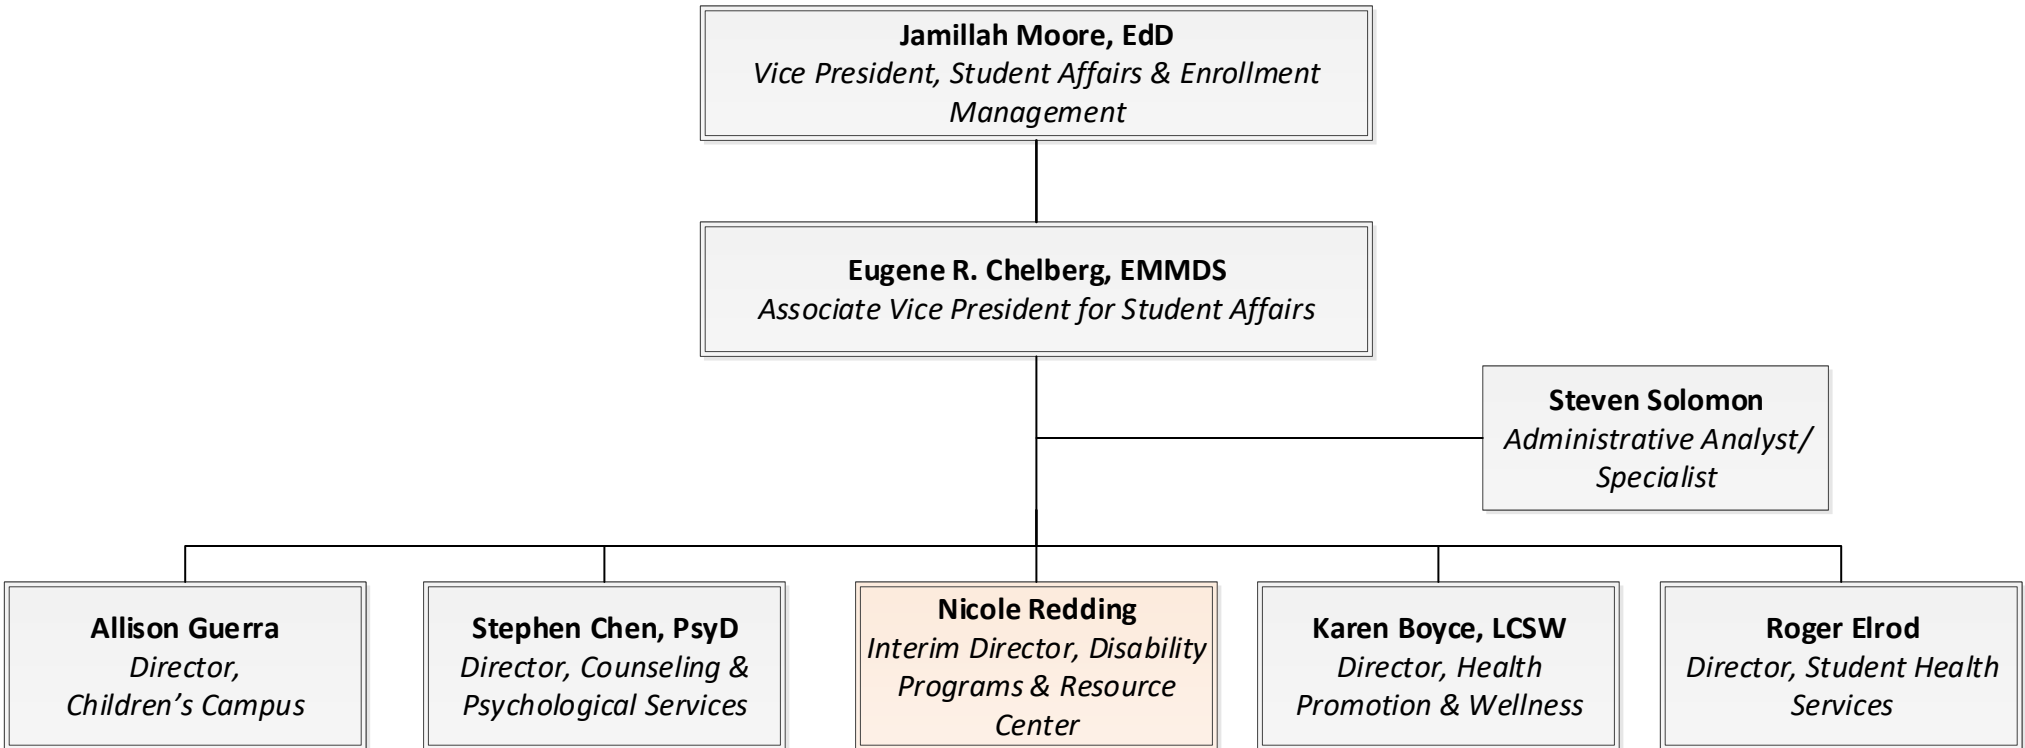 Jamillah Moore, EdD
Vice President, Student Affairs & Enrollment
Management
Eugene R. Chelberg, EMMDS
Associate Vice President for Student Affairs
Steven Solomon
Administrative Analyst/
Specialist
Allison Guerra
Director,
Children’s Campus
Stephen Chen, PsyD
Director, Counseling &
Psychological Services
Nicole Redding
Interim Director, Disability
Programs & Resource
Center
Karen Boyce, LCSW
Director, Health
Promotion & Wellness
Roger Elrod
Director, Student Health
Services